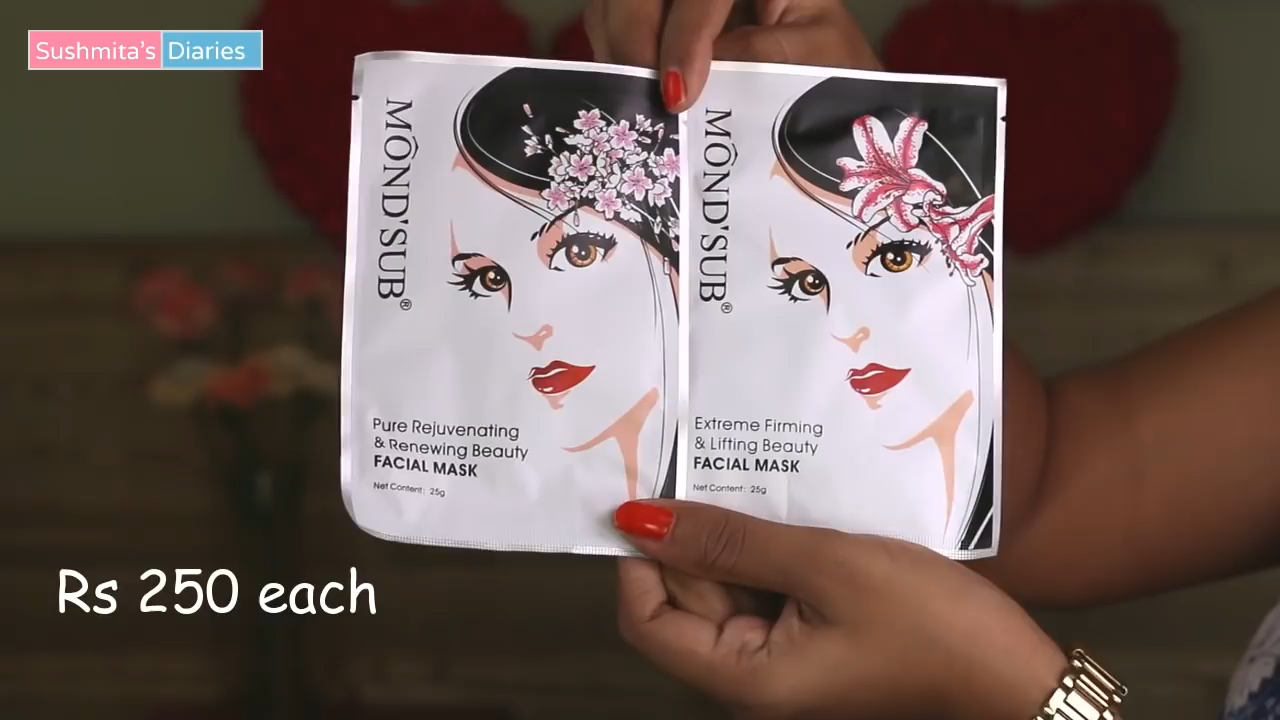 Sushmita's Diaries
MÔND'SUB®
Pure Rejuvenating
& Renewing Beauty
FACIAL MASK
Net Content: 25g
MÔND'SUB®
Extreme Firming
& Lifting Beauty
FACIAL MASK
Net Content: 25g
Rs 250 each